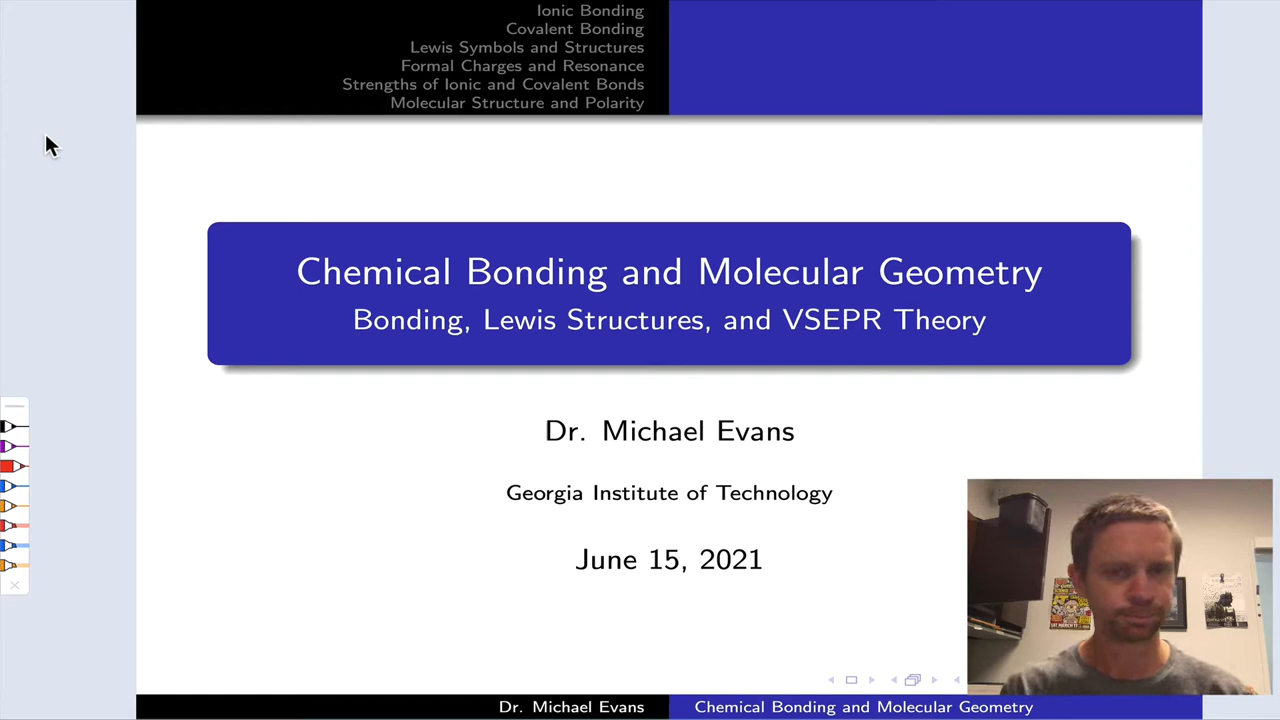 Ionic Bonding
Covalent Bonding
Lewis Symbols and Structures
Formal Charges and Resonance
Strengths of Ionic and Covalent Bonds
Molecular Structure and Polarity
Chemical Bonding and Molecular Geometry
Bonding, Lewis Structures, and VSEPR Theory
Dr. Michael Evans
Georgia Institute of Technology
June 15, 2021
Dr. Michael Evans
Chemical Bonding and Molecular Geometry